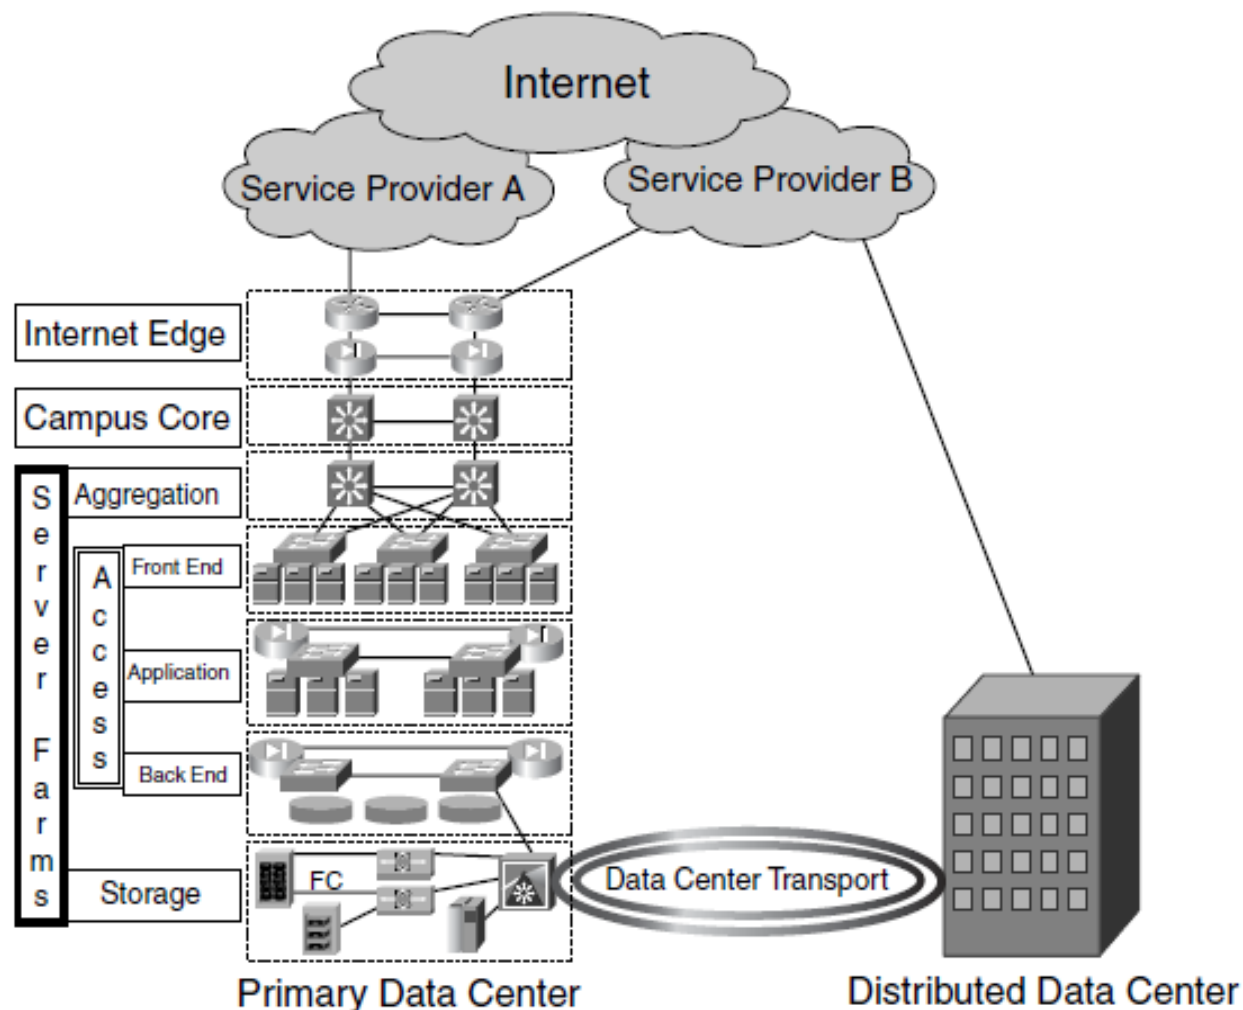 Internet
Service Provider A
Service Provider B
Internet Edge
Campus Core
Server Farms
Aggregation
Access
Front End
Application
Back End
Storage
FC
Data Center Transport
Primary Data Center
Distributed Data Center